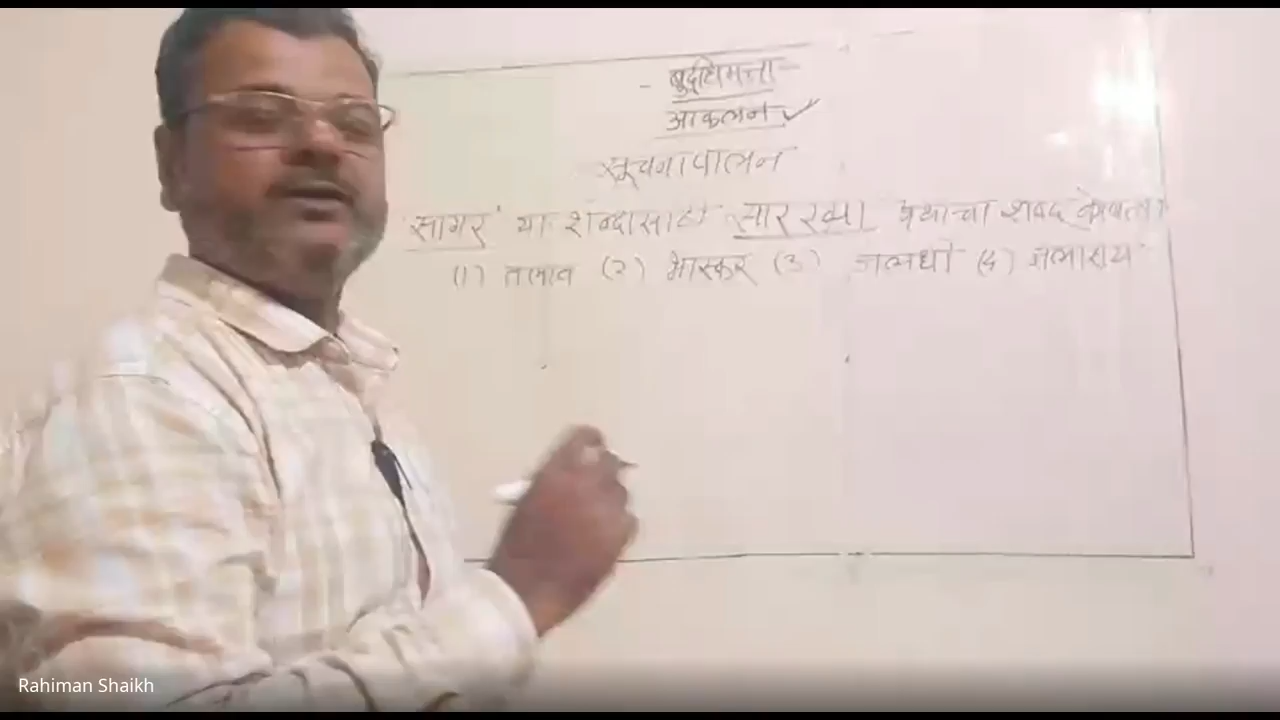 - बुद्धिमत्ता -
आकलन ✓
सूचनापालन
'सागर' या शब्दासाठी सारख्या अर्थाचा शब्द कोणता?
(1) तलाव (2) भास्कर (3) जलधी (4) जलाशय
Rahiman Shaikh